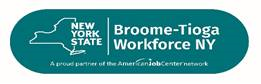 NEW
YORK
STATE
Broome-Tioga
Workforce NY
A proud partner of the AmericanJobCenter network